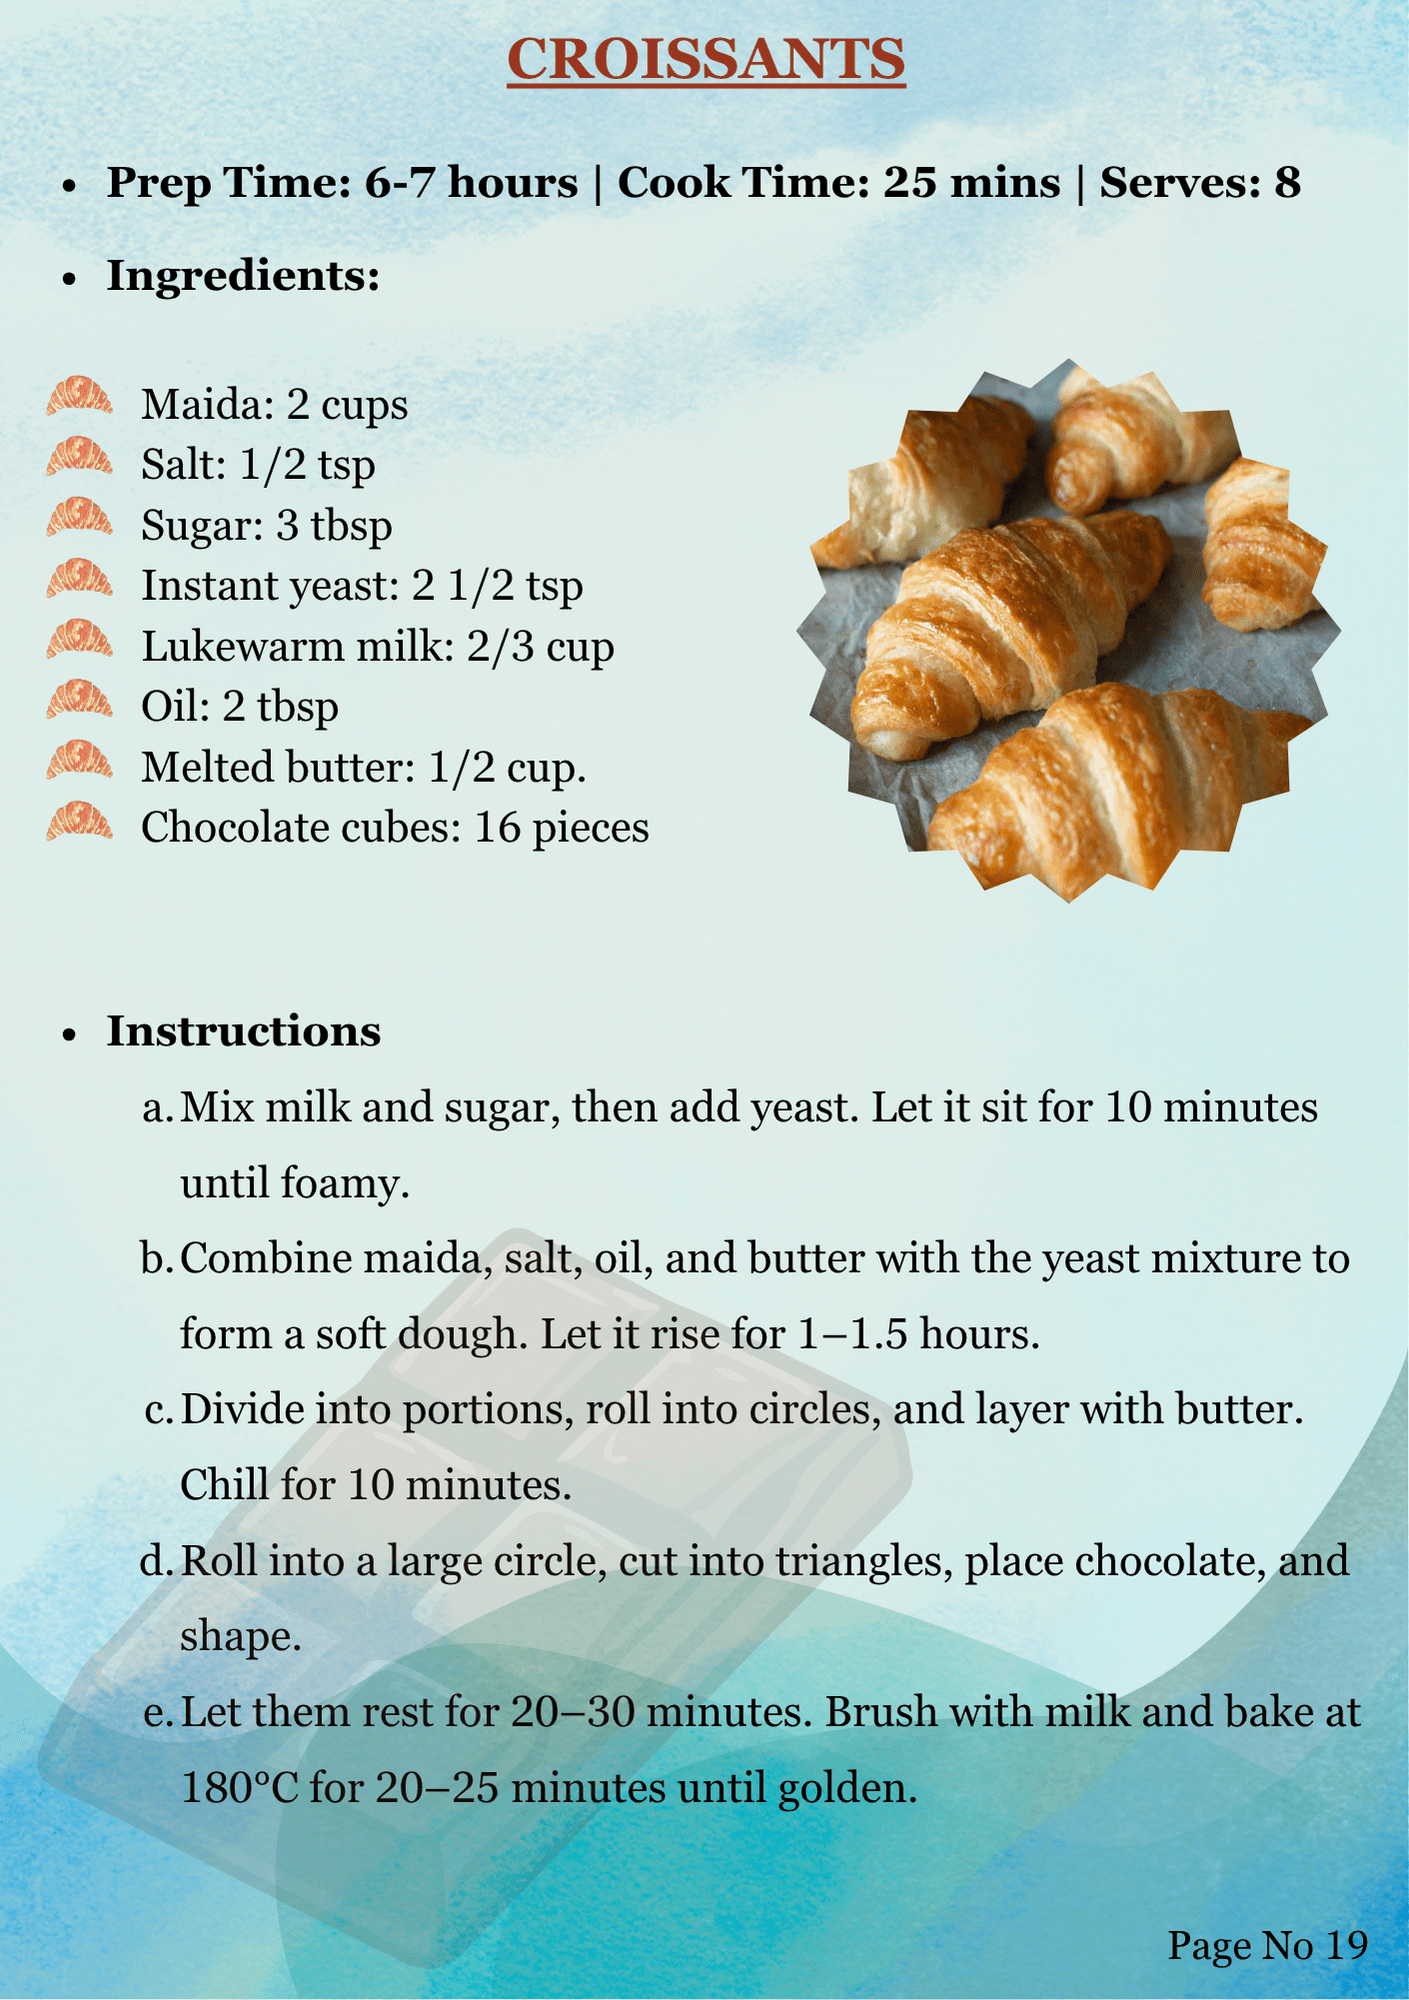 CROISSANTS
• Prep Time: 6-7 hours | Cook Time: 25 mins | Serves: 8
• Ingredients:
Maida: 2 cups
Salt: 1/2 tsp
Sugar: 3 tbsp
Instant yeast: 2 1/2 tsp
Lukewarm milk: 2/3 cup
Oil: 2 tbsp
Melted butter: 1/2 cup.
Chocolate cubes: 16 pieces
• Instructions
a. Mix milk and sugar, then add yeast. Let it sit for 10 minutes
until foamy.
b. Combine maida, salt, oil, and butter with the yeast mixture to
form a soft dough. Let it rise for 1–1.5 hours.
c. Divide into portions, roll into circles, and layer with butter.
Chill for 10 minutes.
d. Roll into a large circle, cut into triangles, place chocolate, and
shape.
e. Let them rest for 20–30 minutes. Brush with milk and bake at
180°C for 20–25 minutes until golden.
Page No 19